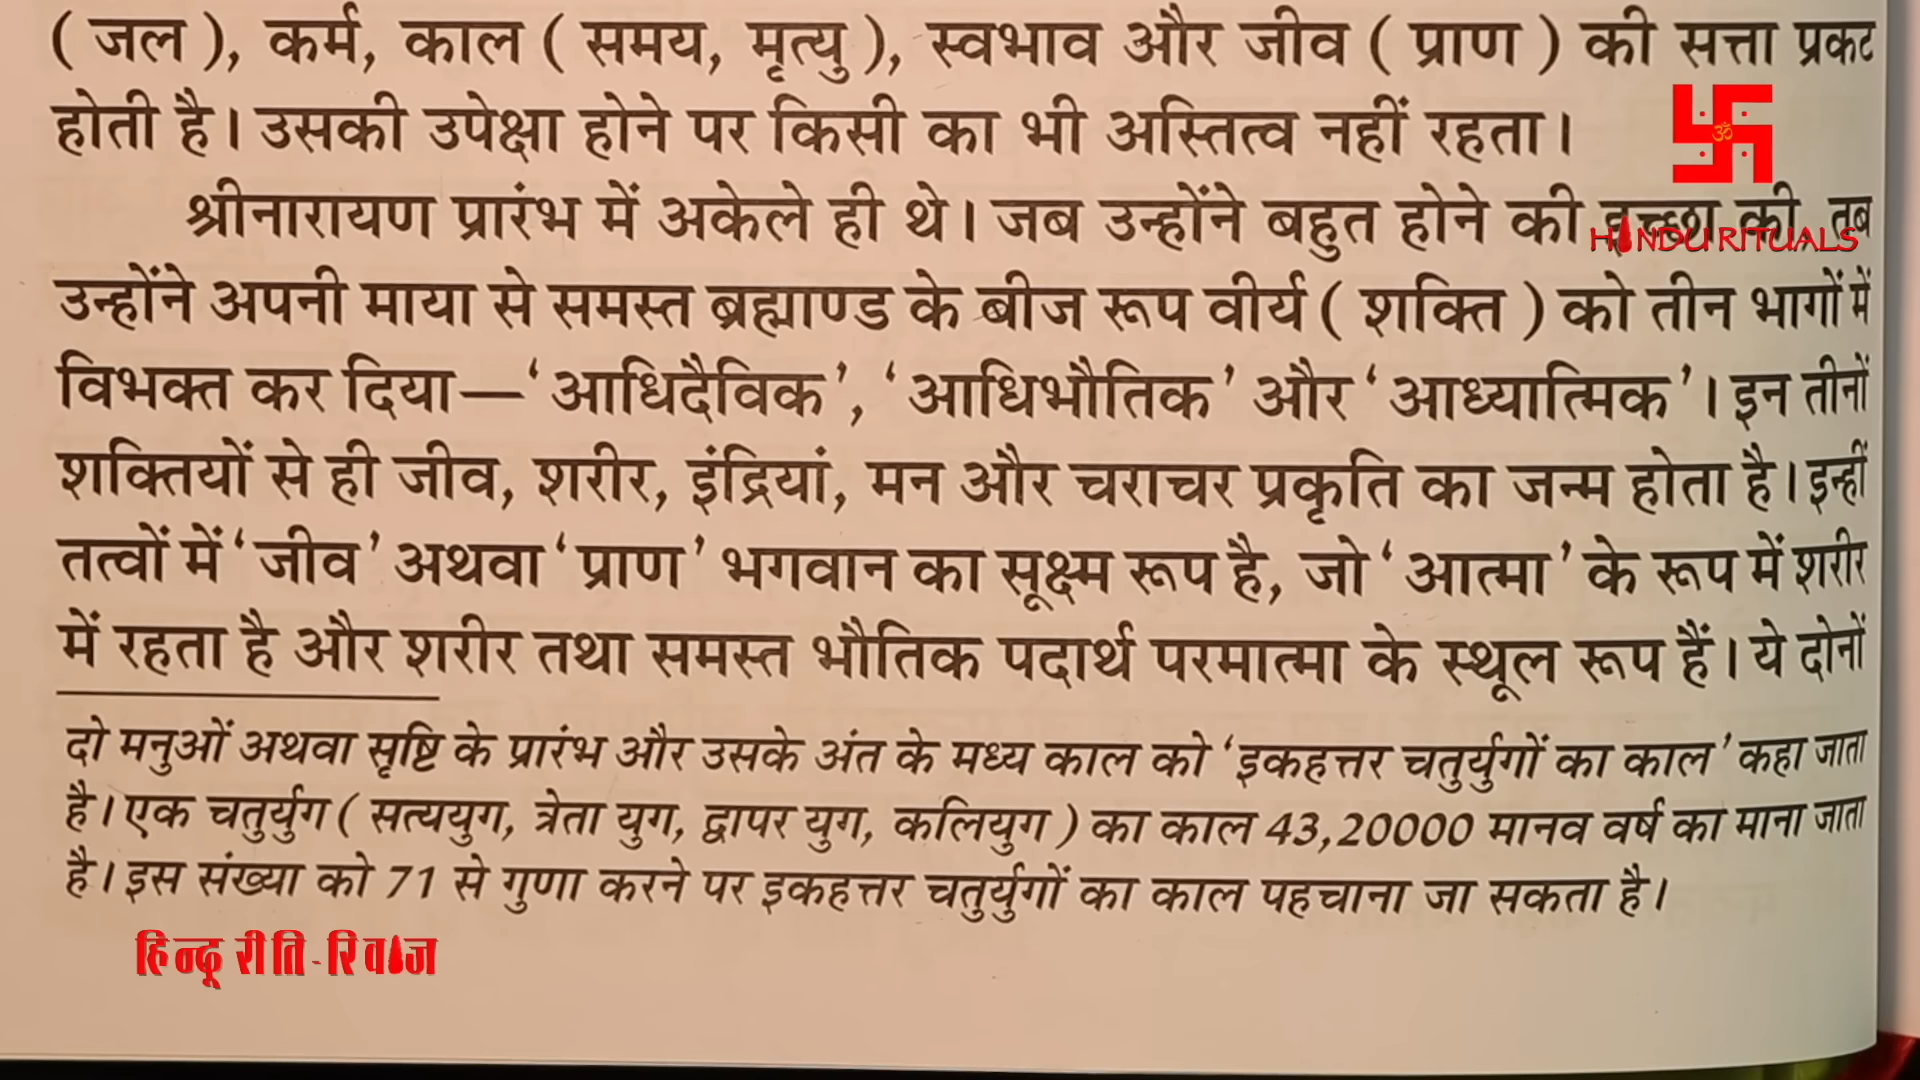 ( जल ), कर्म, काल ( समय, मृत्यु ), स्वभाव और जीव ( प्राण ) की सत्ता प्रकट
होती है। उसकी उपेक्षा होने पर किसी का भी अस्तित्व नहीं रहता।
ॐ
श्रीनारायण प्रारंभ में अकेले ही थे। जब उन्होंने बहुत होने की इच्छा की, तब
HINDU RITUALS
उन्होंने अपनी माया से समस्त ब्रह्माण्ड के बीज रूप वीर्य ( शक्ति ) को तीन भागों में
विभक्त कर दिया—‘आधिदैविक’, ‘आधिभौतिक’ और ‘आध्यात्मिक’। इन तीनों
शक्तियों से ही जीव, शरीर, इंद्रियां, मन और चराचर प्रकृति का जन्म होता है। इन्हीं
तत्वों में ‘जीव’ अथवा ‘प्राण’ भगवान का सूक्ष्म रूप है, जो ‘आत्मा’ के रूप में शरीर
में रहता है और शरीर तथा समस्त भौतिक पदार्थ परमात्मा के स्थूल रूप हैं। ये दोनों
दो मनुओं अथवा सृष्टि के प्रारंभ और उसके अंत के मध्य काल को ‘इकहत्तर चतुर्युगों का काल’ कहा जाता
है। एक चतुर्युग ( सत्ययुग, त्रेता युग, द्वापर युग, कलियुग ) का काल 43,20000 मानव वर्ष का माना जाता
है। इस संख्या को 71 से गुणा करने पर इकहत्तर चतुर्युगों का काल पहचाना जा सकता है।
हिन्दू रीति-रिवाज